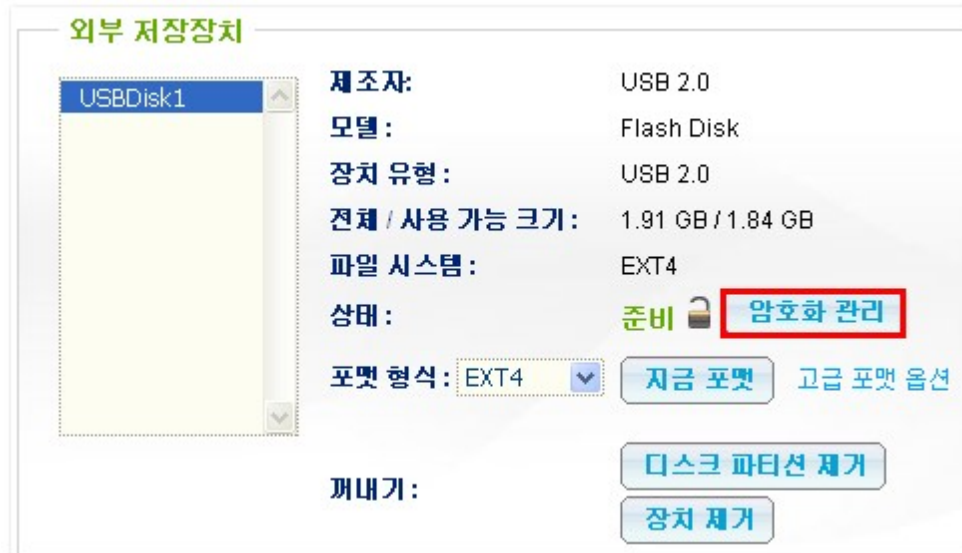 외부 저장장치
USBDisk1
제조자: USB 2.0
모델 : Flash Disk
장치 유형 : USB 2.0
전체 / 사용 가능 크기 : 1.91 GB / 1.84 GB
파일 시스템 : EXT4
상태 : 준비 암호화 관리
포맷 형식 : EXT4 지금 포맷 고급 포맷 옵션
꺼내기 : 디스크 파티션 제거
장치 제거